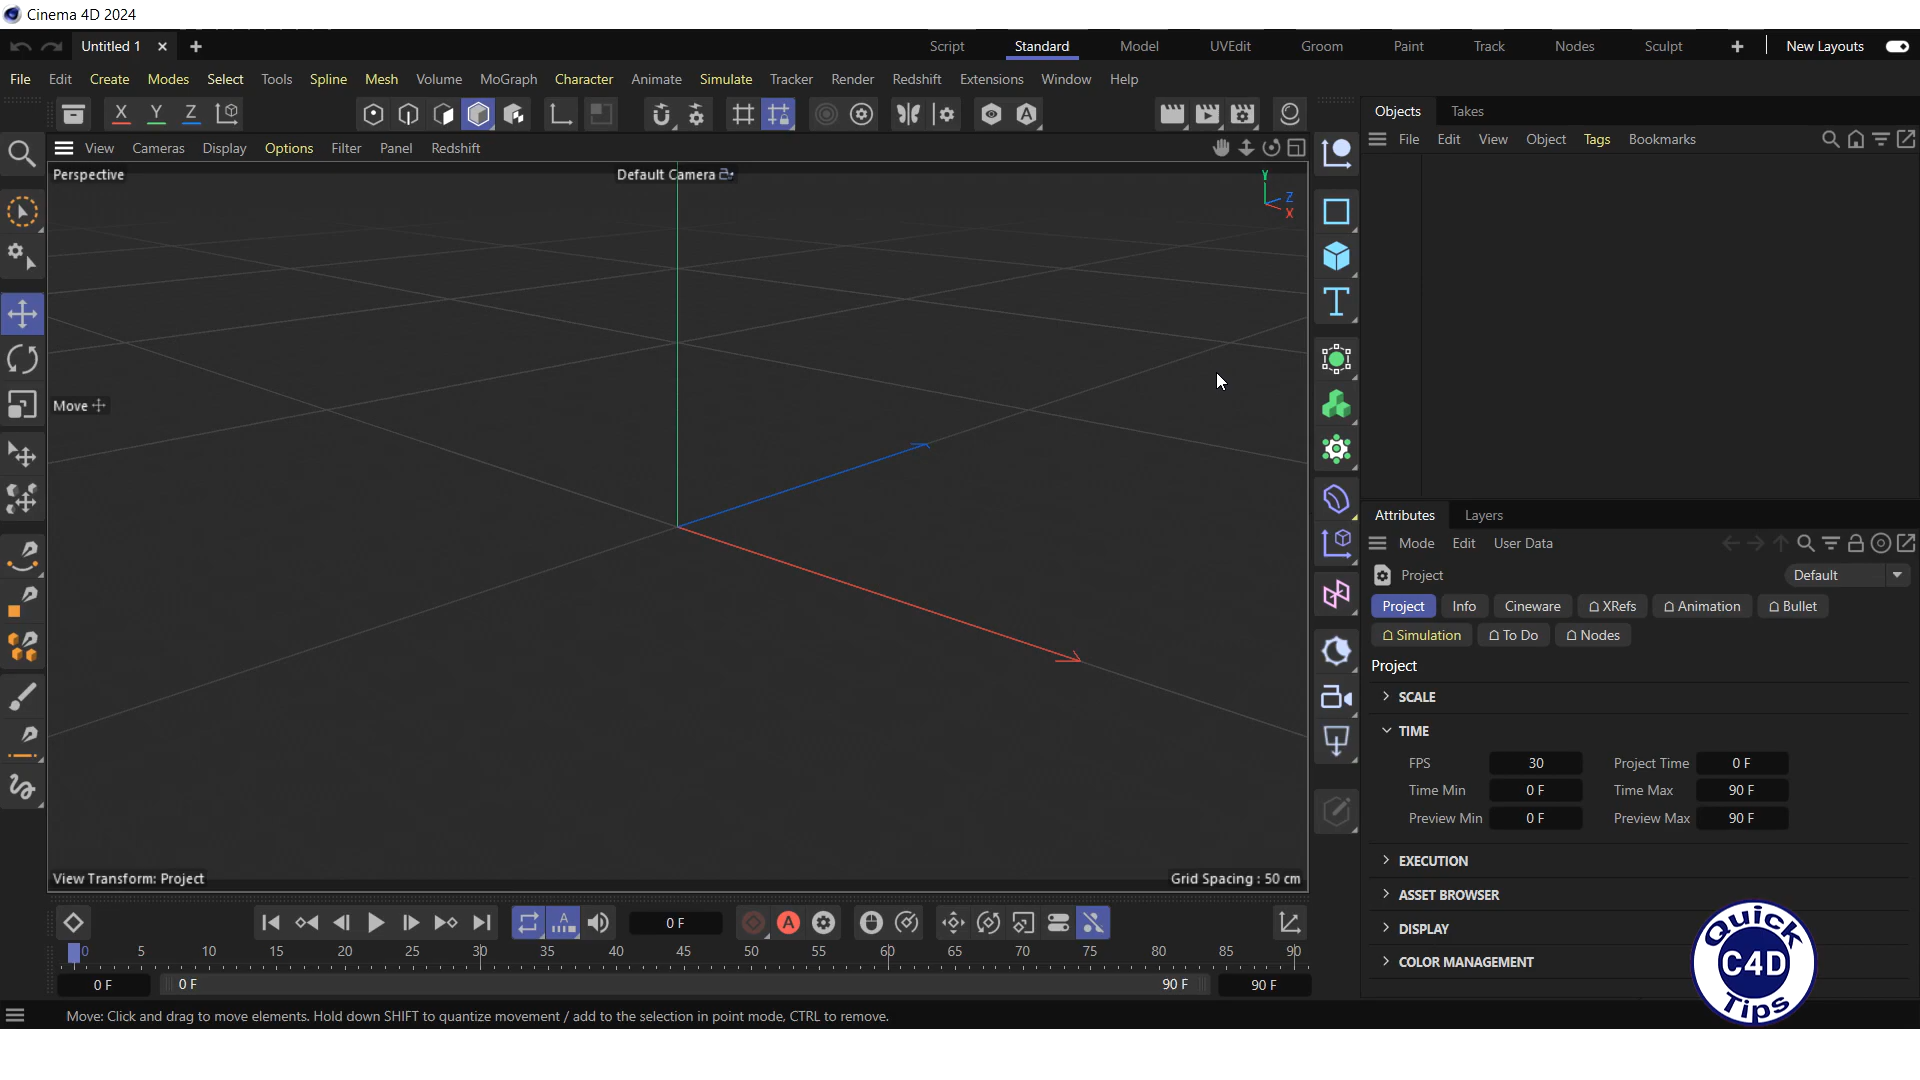 Cinema 4D 2024
Untitled 1
Script Standard Model UVEdit Groom Paint Track Nodes Sculpt New Layouts
File Edit Create Modes Select Tools Spline Mesh Volume MoGraph Character Animate Simulate Tracker Render Redshift Extensions Window Help
X Y Z
A
Objects Takes
View Cameras Display Options Filter Panel Redshift
File Edit View Object Tags Bookmarks
Perspective
Default Camera
Y
Z
X
T
Move
Attributes Layers
Mode Edit User Data
Project
Default
Project Info Cineware XRefs Animation Bullet
Simulation To Do Nodes
Project
SCALE
TIME
FPS 30 Project Time 0 F
Time Min 0 F Time Max 90 F
Preview Min 0 F Preview Max 90 F
EXECUTION
ASSET BROWSER
DISPLAY
COLOR MANAGEMENT
View Transform: Project
Grid Spacing : 50 cm
A
0 F
A
0 5 10 15 20 25 30 35 40 45 50 55 60 65 70 75 80 85 90
0 F 0 F 90 F 90 F
Move: Click and drag to move elements. Hold down SHIFT to quantize movement / add to the selection in point mode, CTRL to remove.
Quick
C4D
Tips